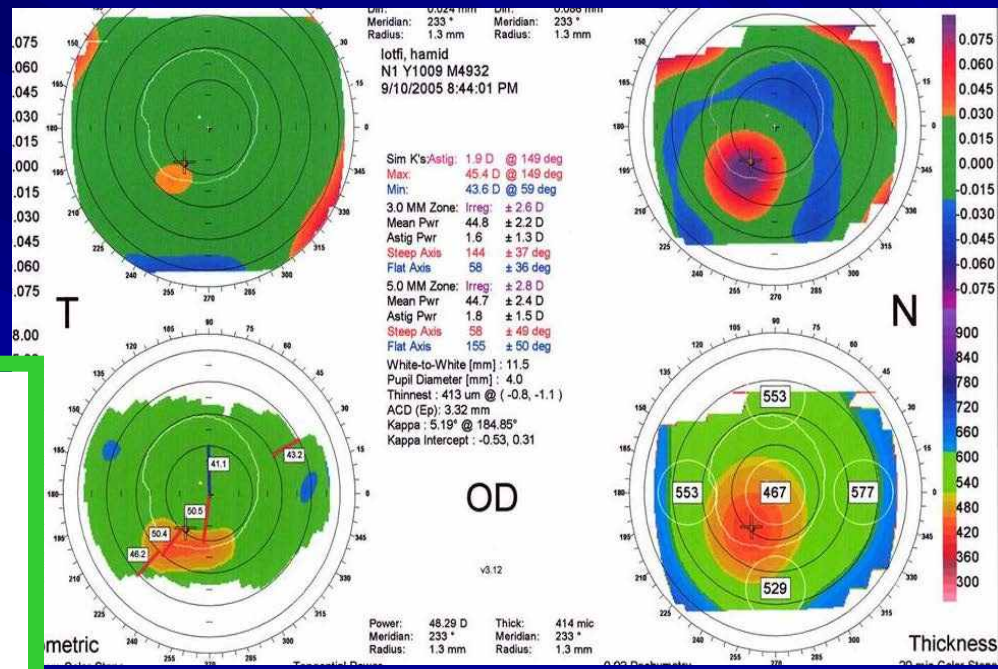 Diff: 0.024 mm Diff: 0.086 mm
Meridian: 233 ° Meridian: 233 °
Radius: 1.3 mm Radius: 1.3 mm
lotfi, hamid
N1 Y1009 M4932
9/10/2005 8:44:01 PM
Sim K's:Astig: 1.9 D @ 149 deg
Max: 45.4 D @ 149 deg
Min: 43.6 D @ 59 deg
3.0 MM Zone: Irreg: ± 2.6 D
Mean Pwr 44.8 ± 2.2 D
Astig Pwr 1.6 ± 1.3 D
Steep Axis 144 ± 37 deg
Flat Axis 58 ± 36 deg
5.0 MM Zone: Irreg: ± 2.8 D
Mean Pwr 44.7 ± 2.4 D
Astig Pwr 1.8 ± 1.5 D
Steep Axis 58 ± 49 deg
Flat Axis 155 ± 50 deg
White-to-White [mm] : 11.5
Pupil Diameter [mm] : 4.0
Thinnest : 413 um @ ( -0.8, -1.1 )
ACD (Ep): 3.32 mm
Kappa : 5.19° @ 184.85°
Kappa Intercept : -0.53, 0.31
T
N
OD
v3.12
Power: 48.29 D Thick: 414 mic
Meridian: 233 ° Meridian: 233 °
Radius: 1.3 mm Radius: 1.3 mm
.075
.060
.045
.030
.015
.000
.015
.030
.045
.060
.075
8.00
0.075
0.060
0.045
0.030
0.015
0.000
-0.015
-0.030
-0.045
-0.060
-0.075
900
840
780
720
660
600
540
480
420
360
300
41.1
43.2
50.5
50.4
46.2
553
553
467
577
529
ometric
Thickness